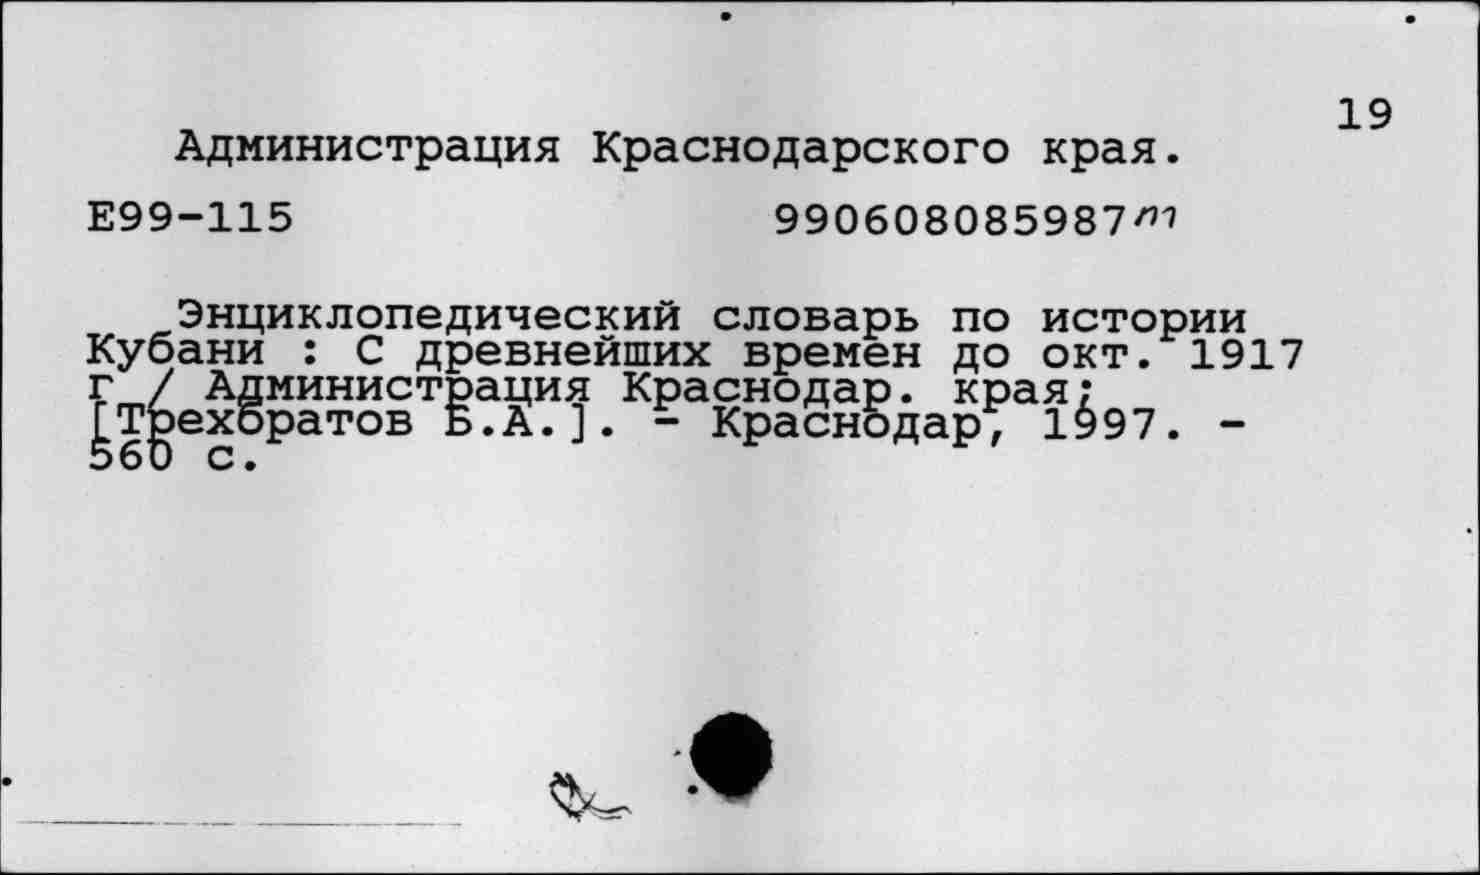 19
Администрация Краснодарского края.
Е99-115 990608085987m
Энциклопедический словарь по истории
Кубани : С древнейших времен до окт. 1917
г / Администрация Краснодар. края;
[Трехбратов Б.А.]. - Краснодар, 1997. -
560 с.